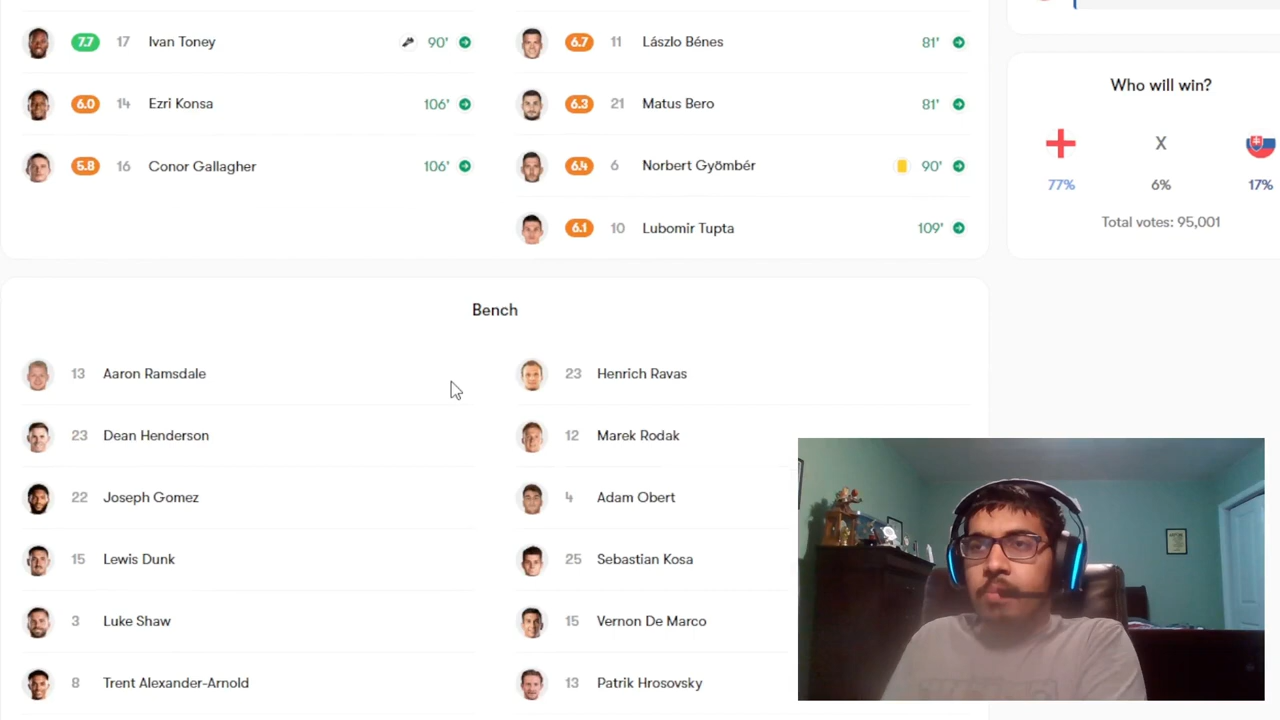 7.7 17 Ivan Toney 90'
6.7 11 Lászlo Bénes 81'
6.0 14 Ezri Konsa 106'
6.3 21 Matus Bero 81'
5.8 16 Conor Gallagher 106'
6.4 6 Norbert Gyömbér 90'
6.1 10 Lubomir Tupta 109'
Who will win?
X
77% 6% 17%
Total votes: 95,001
Bench
13 Aaron Ramsdale
23 Henrich Ravas
23 Dean Henderson
12 Marek Rodak
22 Joseph Gomez
4 Adam Obert
15 Lewis Dunk
25 Sebastian Kosa
3 Luke Shaw
15 Vernon De Marco
8 Trent Alexander-Arnold
13 Patrik Hrosovsky